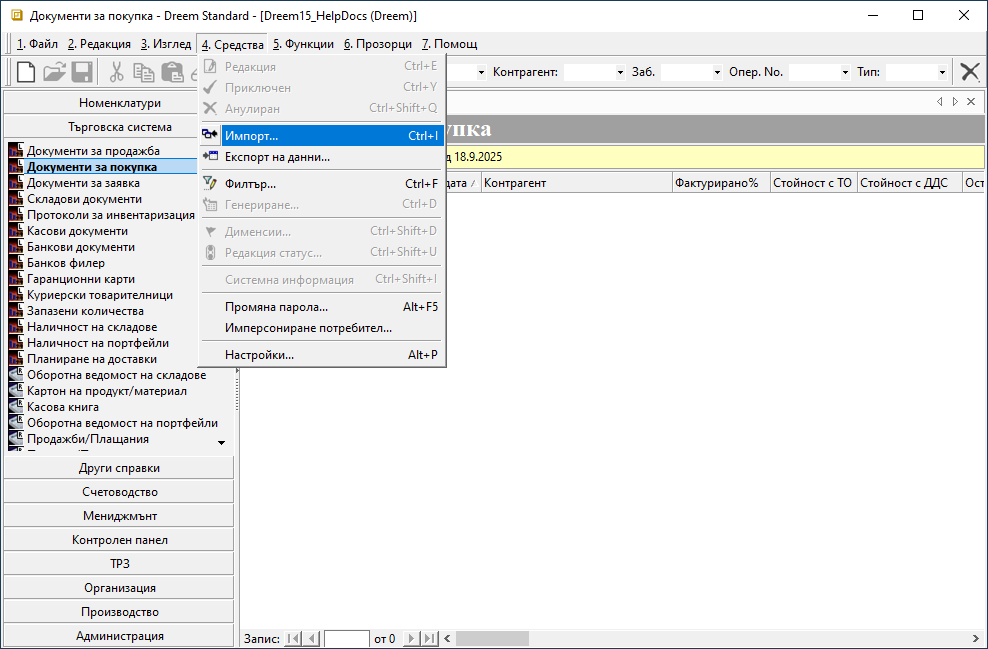 Документи за покупка - Dreem Standard - [Dreem15_HelpDocs (Dreem)]
1. Файл 2. Редакция 3. Изглед 4. Средства 5. Функции 6. Прозорци 7. Помощ
Контрагент: Заб. Опер. No. Тип:
Номенклатури
Търговска система
Документи за продажба
Документи за покупка
Документи за заявка
Складови документи
Протоколи за инвентаризация
Касови документи
Банкови документи
Банков филер
Гаранционни карти
Куриерски товарителници
Запазени количества
Наличност на складове
Наличност на портфейли
Планиране на доставки
Оборотна ведомост на складове
Картон на продукт/материал
Касова книга
Оборотна ведомост на портфейли
Продажби/Плащания
Други справки
Счетоводство
Мениджмънт
Контролен панел
ТРЗ
Организация
Производство
Администрация
Редакция Ctrl+E
Приключен Ctrl+Y
Анулиран Ctrl+Shift+Q
Импорт... Ctrl+I
Експорт на данни...
Филтър... Ctrl+F
Генериране... Ctrl+D
Дименсии... Ctrl+Shift+D
Редакция статус... Ctrl+Shift+U
Системна информация Ctrl+Shift+I
Промяна парола... Alt+F5
Имперсониране потребител...
Настройки... Alt+P
упка
д 18.9.2025
дата Контрагент Фактурирано% Стойност с ТО Стойност с ДДС Ост
Запис: от 0